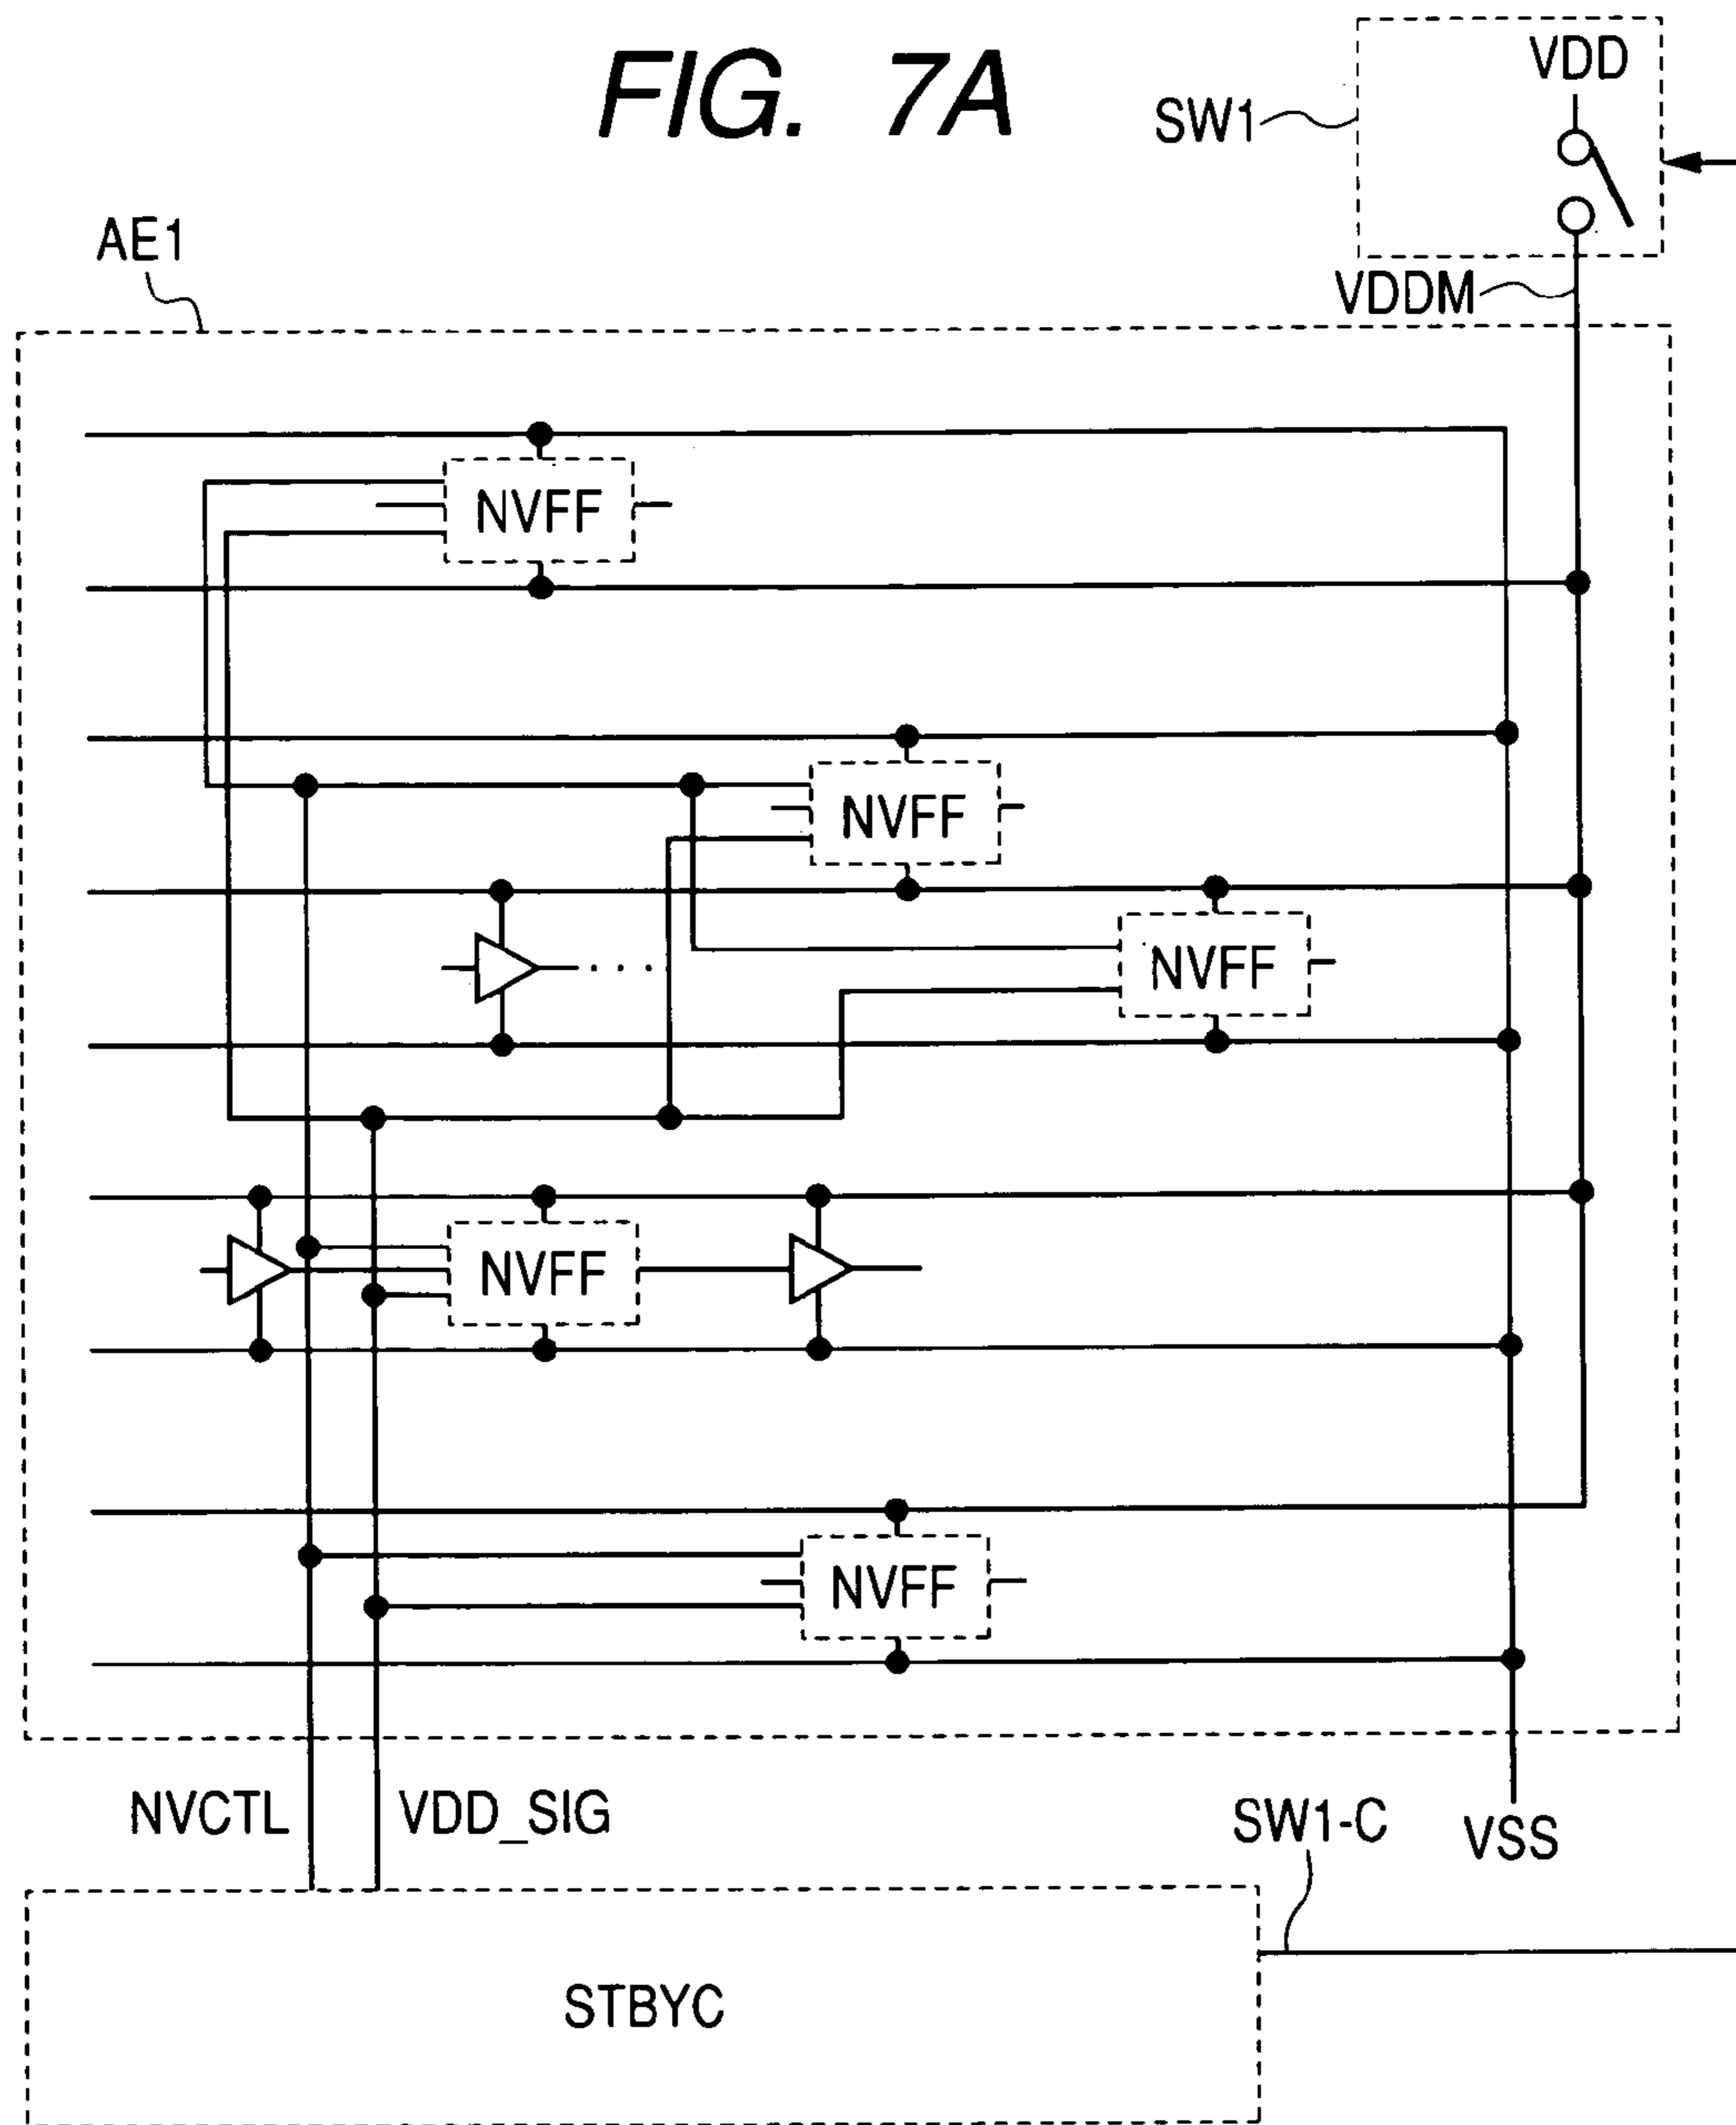 FIG. 7A
VDD
SW1
AE1
VDDM
NVFF
NVFF
NVFF
NVFF
NVFF
NVCTL
VDD_SIG
SW1-C
VSS
STBYC